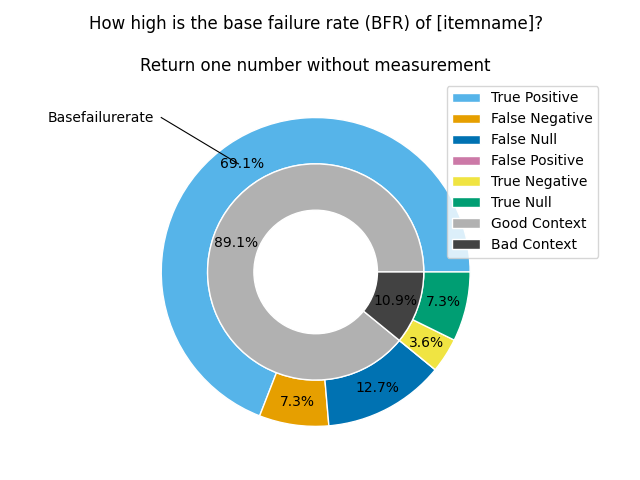 How high is the base failure rate (BFR) of [itemname]?
Return one number without measurement
True Positive
False Negative
False Null
False Positive
True Negative
True Null
Good Context
Bad Context
Basefailurerate
69.1%
89.1%
10.9%
7.3%
3.6%
12.7%
7.3%